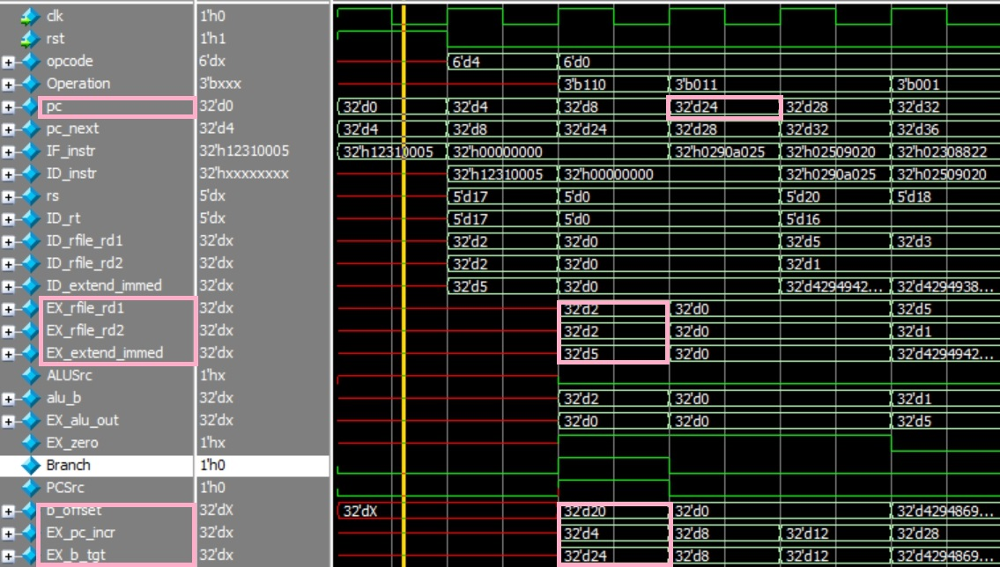 clk 1'h0
rst 1'h1
opcode 6'dx 6'd4 6'd0
Operation 3'bxxx 3'b110 3'b011 3'b001
pc 32'd0 32'd0 32'd4 32'd8 32'd24 32'd28 32'd32
pc_next 32'd4 32'd4 32'd8 32'd24 32'd28 32'd32 32'd36
IF_instr 32'h12310005 32'h12310005 32'h00000000 32'h0290a025 32'h02509020 32'h02308822
ID_instr 32'hxxxxxxxx 32'h12310005 32'h00000000 32'h0290a025 32'h02509020
rs 5'dx 5'd17 5'd0 5'd20 5'd18
ID_rt 5'dx 5'd17 5'd0 5'd16
ID_rfile_rd1 32'dx 32'd2 32'd0 32'd5 32'd3
ID_rfile_rd2 32'dx 32'd2 32'd0 32'd1
ID_extend_immed 32'dx 32'd5 32'd0 32'd4294942... 32'd4294938...
EX_rfile_rd1 32'dx 32'd2 32'd0 32'd5
EX_rfile_rd2 32'dx 32'd2 32'd0 32'd1
EX_extend_immed 32'dx 32'd5 32'd0 32'd4294942...
ALUSrc 1'hx
alu_b 32'dx 32'd2 32'd0 32'd1
EX_alu_out 32'dx 32'd0 32'd0 32'd5
EX_zero 1'hx
Branch 1'h0
PCSrc 1'h0
b_offset 32'dX 32'dX 32'd20 32'd0 32'd4294869...
EX_pc_incr 32'dx 32'd4 32'd8 32'd12 32'd28
EX_b_tgt 32'dx 32'd24 32'd8 32'd12 32'd4294869...